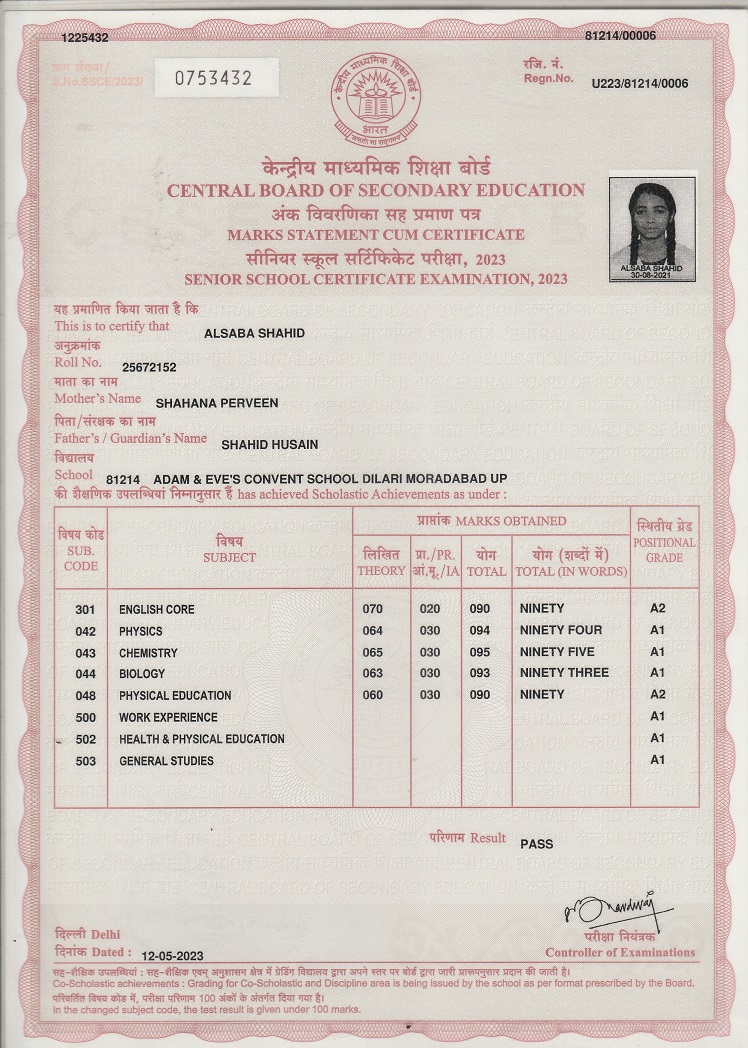 1225432
81214/00006
क्रम संख्या/
S.No.SSCE/2023/
0753432
रजि. नं.
Regn.No. U223/81214/0006
केन्द्रीय माध्यमिक शिक्षा बोर्ड
भारत
असतो मा सद्गमय
केन्द्रीय माध्यमिक शिक्षा बोर्ड
CENTRAL BOARD OF SECONDARY EDUCATION
अंक विवरणिका सह प्रमाण पत्र
MARKS STATEMENT CUM CERTIFICATE
सीनियर स्कूल सर्टिफिकेट परीक्षा, 2023
SENIOR SCHOOL CERTIFICATE EXAMINATION, 2023
ALSABA SHAHID
30-08-2021
यह प्रमाणित किया जाता है कि
This is to certify that ALSABA SHAHID
अनुक्रमांक
Roll No. 25672152
माता का नाम
Mother's Name SHAHANA PERVEEN
पिता/संरक्षक का नाम
Father's / Guardian's Name SHAHID HUSAIN
विद्यालय
School 81214 ADAM & EVE'S CONVENT SCHOOL DILARI MORADABAD UP
की शैक्षणिक उपलब्धियां निम्नानुसार हैं has achieved Scholastic Achievements as under :
विषय कोड
SUB.
CODE
विषय
SUBJECT
प्राप्तांक MARKS OBTAINED
लिखित
THEORY
प्रा./PR.
आं.मू./IA
योग
TOTAL
योग (शब्दों में)
TOTAL (IN WORDS)
स्थितीय ग्रेड
POSITIONAL
GRADE
301 ENGLISH CORE 070 020 090 NINETY A2
042 PHYSICS 064 030 094 NINETY FOUR A1
043 CHEMISTRY 065 030 095 NINETY FIVE A1
044 BIOLOGY 063 030 093 NINETY THREE A1
048 PHYSICAL EDUCATION 060 030 090 NINETY A2
500 WORK EXPERIENCE A1
502 HEALTH & PHYSICAL EDUCATION A1
503 GENERAL STUDIES A1
परिणाम Result PASS
दिल्ली Delhi
दिनांक Dated : 12-05-2023
परीक्षा नियंत्रक
Controller of Examinations
सह-शैक्षिक उपलब्धियां : सह-शैक्षिक एवम् अनुशासन क्षेत्र में ग्रेडिंग विद्यालय द्वारा अपने स्तर पर बोर्ड द्वारा जारी प्रारूपनुसार प्रदान की जाती है।
Co-Scholastic achievements : Grading for Co-Scholastic and Discipline area is being issued by the school as per format prescribed by the Board.
परिवर्तित विषय कोड में, परीक्षा परिणाम 100 अंकों के अंतर्गत दिया गया है।
In the changed subject code, the test result is given under 100 marks.